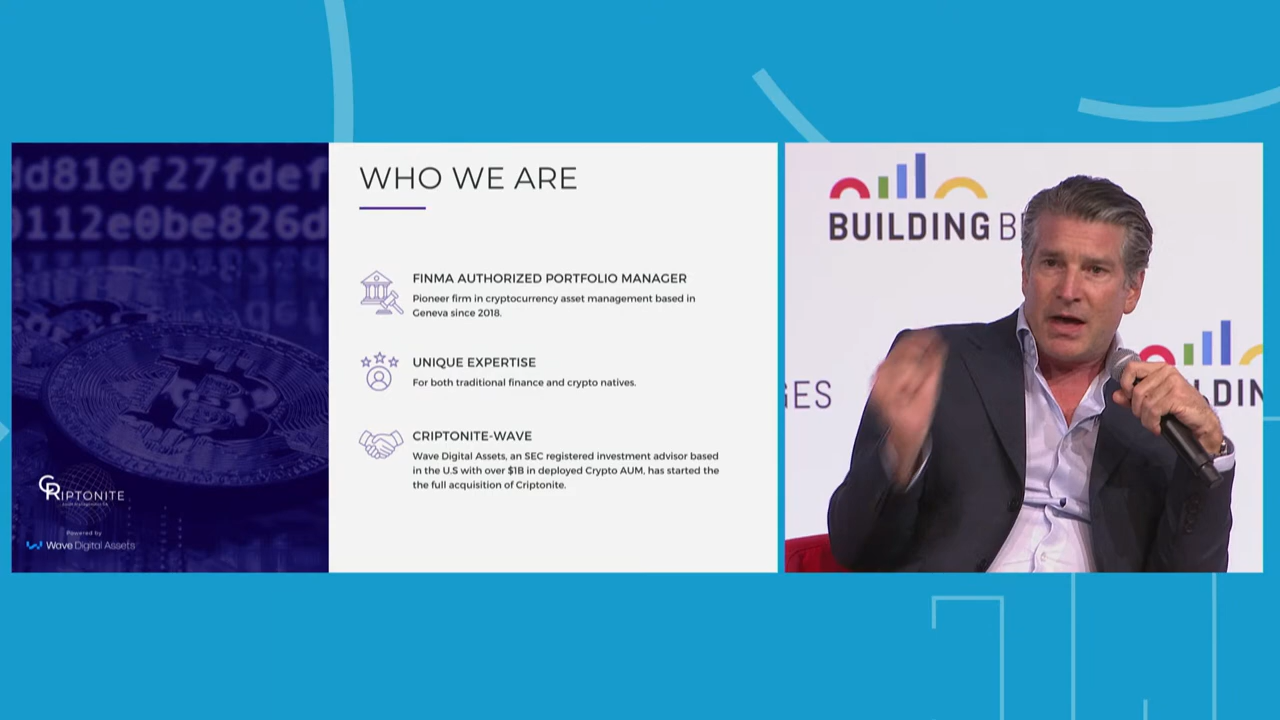 dd810f27fdef
0112e0be826d
WHO WE ARE
FINMA AUTHORIZED PORTFOLIO MANAGER
Pioneer firm in cryptocurrency asset management based in
Geneva since 2018.
UNIQUE EXPERTISE
For both traditional finance and crypto natives.
CRIPTONITE-WAVE
Wave Digital Assets, an SEC registered investment advisor based
in the U.S with over $1B in deployed Crypto AUM, has started the
the full acquisition of Criptonite.
CRIPTONITE
Powered by
Wave Digital Assets
BUILDING B
GES
LDIN